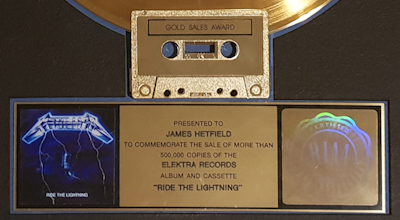 GOLD SALES AWARD
METALLICA
RIDE THE LIGHTNING
PRESENTED TO
JAMES HETFIELD
TO COMMEMORATE THE SALE OF MORE THAN
500,000 COPIES OF THE
ELEKTRA RECORDS
ALBUM AND CASSETTE
"RIDE THE LIGHTNING"